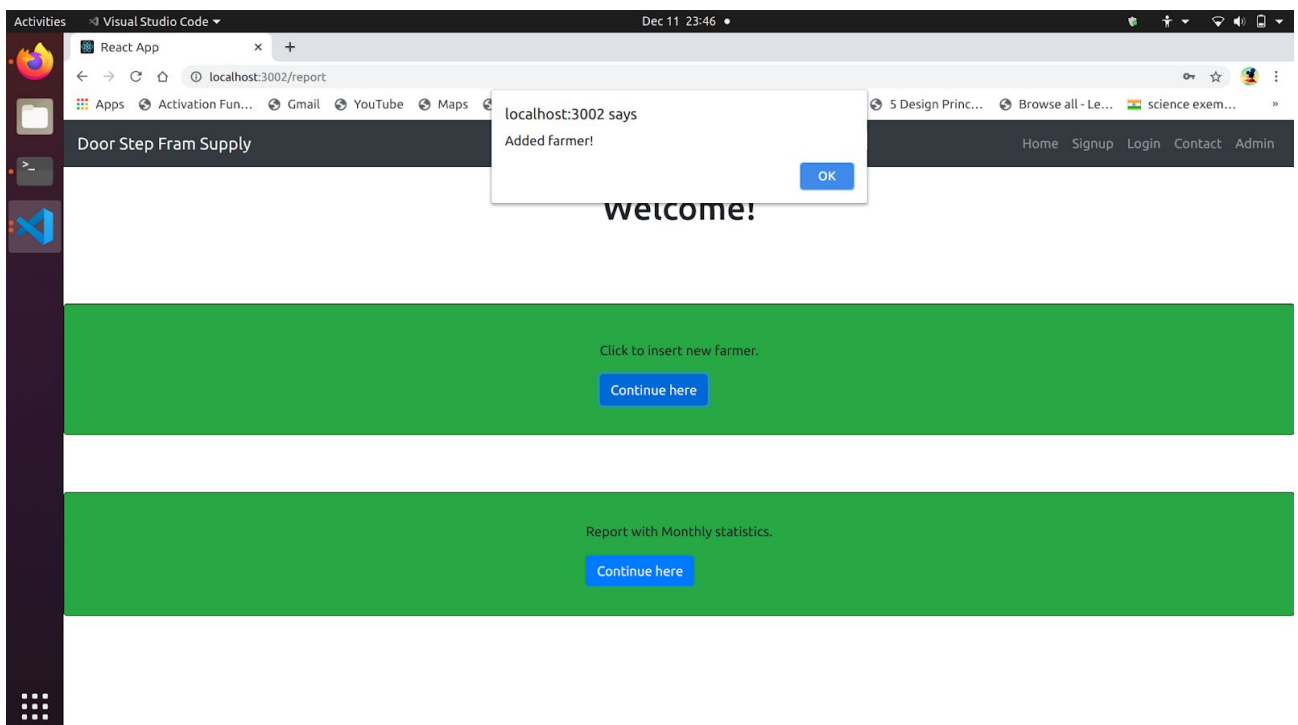 Activities Visual Studio Code Dec 11 23:46
React App
localhost:3002/report
Apps Activation Fun... Gmail YouTube Maps 5 Design Princ... Browse all - Le... science exem... »
localhost:3002 says
Added farmer!
OK
Door Step Fram Supply Home Signup Login Contact Admin
Welcome!
Click to insert new farmer.
Continue here
Report with Monthly statistics.
Continue here